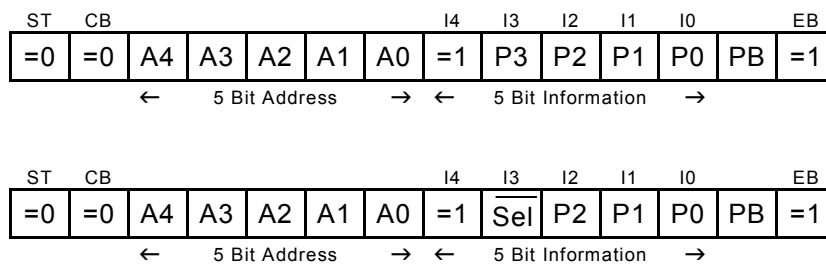 ST CB I4 I3 I2 I1 I0 EB
=0 =0 A4 A3 A2 A1 A0 =1 P3 P2 P1 P0 PB =1
← 5 Bit Address → ← 5 Bit Information →
ST CB I4 I3 I2 I1 I0 EB
=0 =0 A4 A3 A2 A1 A0 =1 S̅e̅l̅ P2 P1 P0 PB =1
← 5 Bit Address → ← 5 Bit Information →